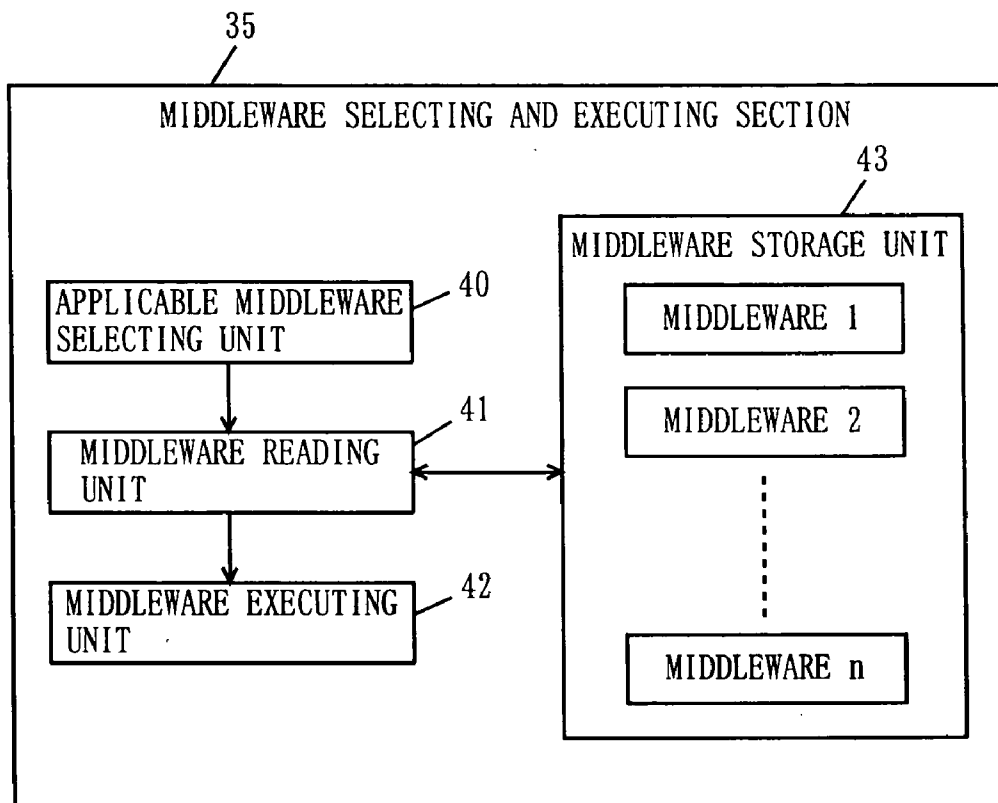 35
MIDDLEWARE SELECTING AND EXECUTING SECTION
43
MIDDLEWARE STORAGE UNIT
40
APPLICABLE MIDDLEWARE
SELECTING UNIT
MIDDLEWARE 1
41
MIDDLEWARE 2
MIDDLEWARE READING
UNIT
42
MIDDLEWARE EXECUTING
UNIT
MIDDLEWARE n